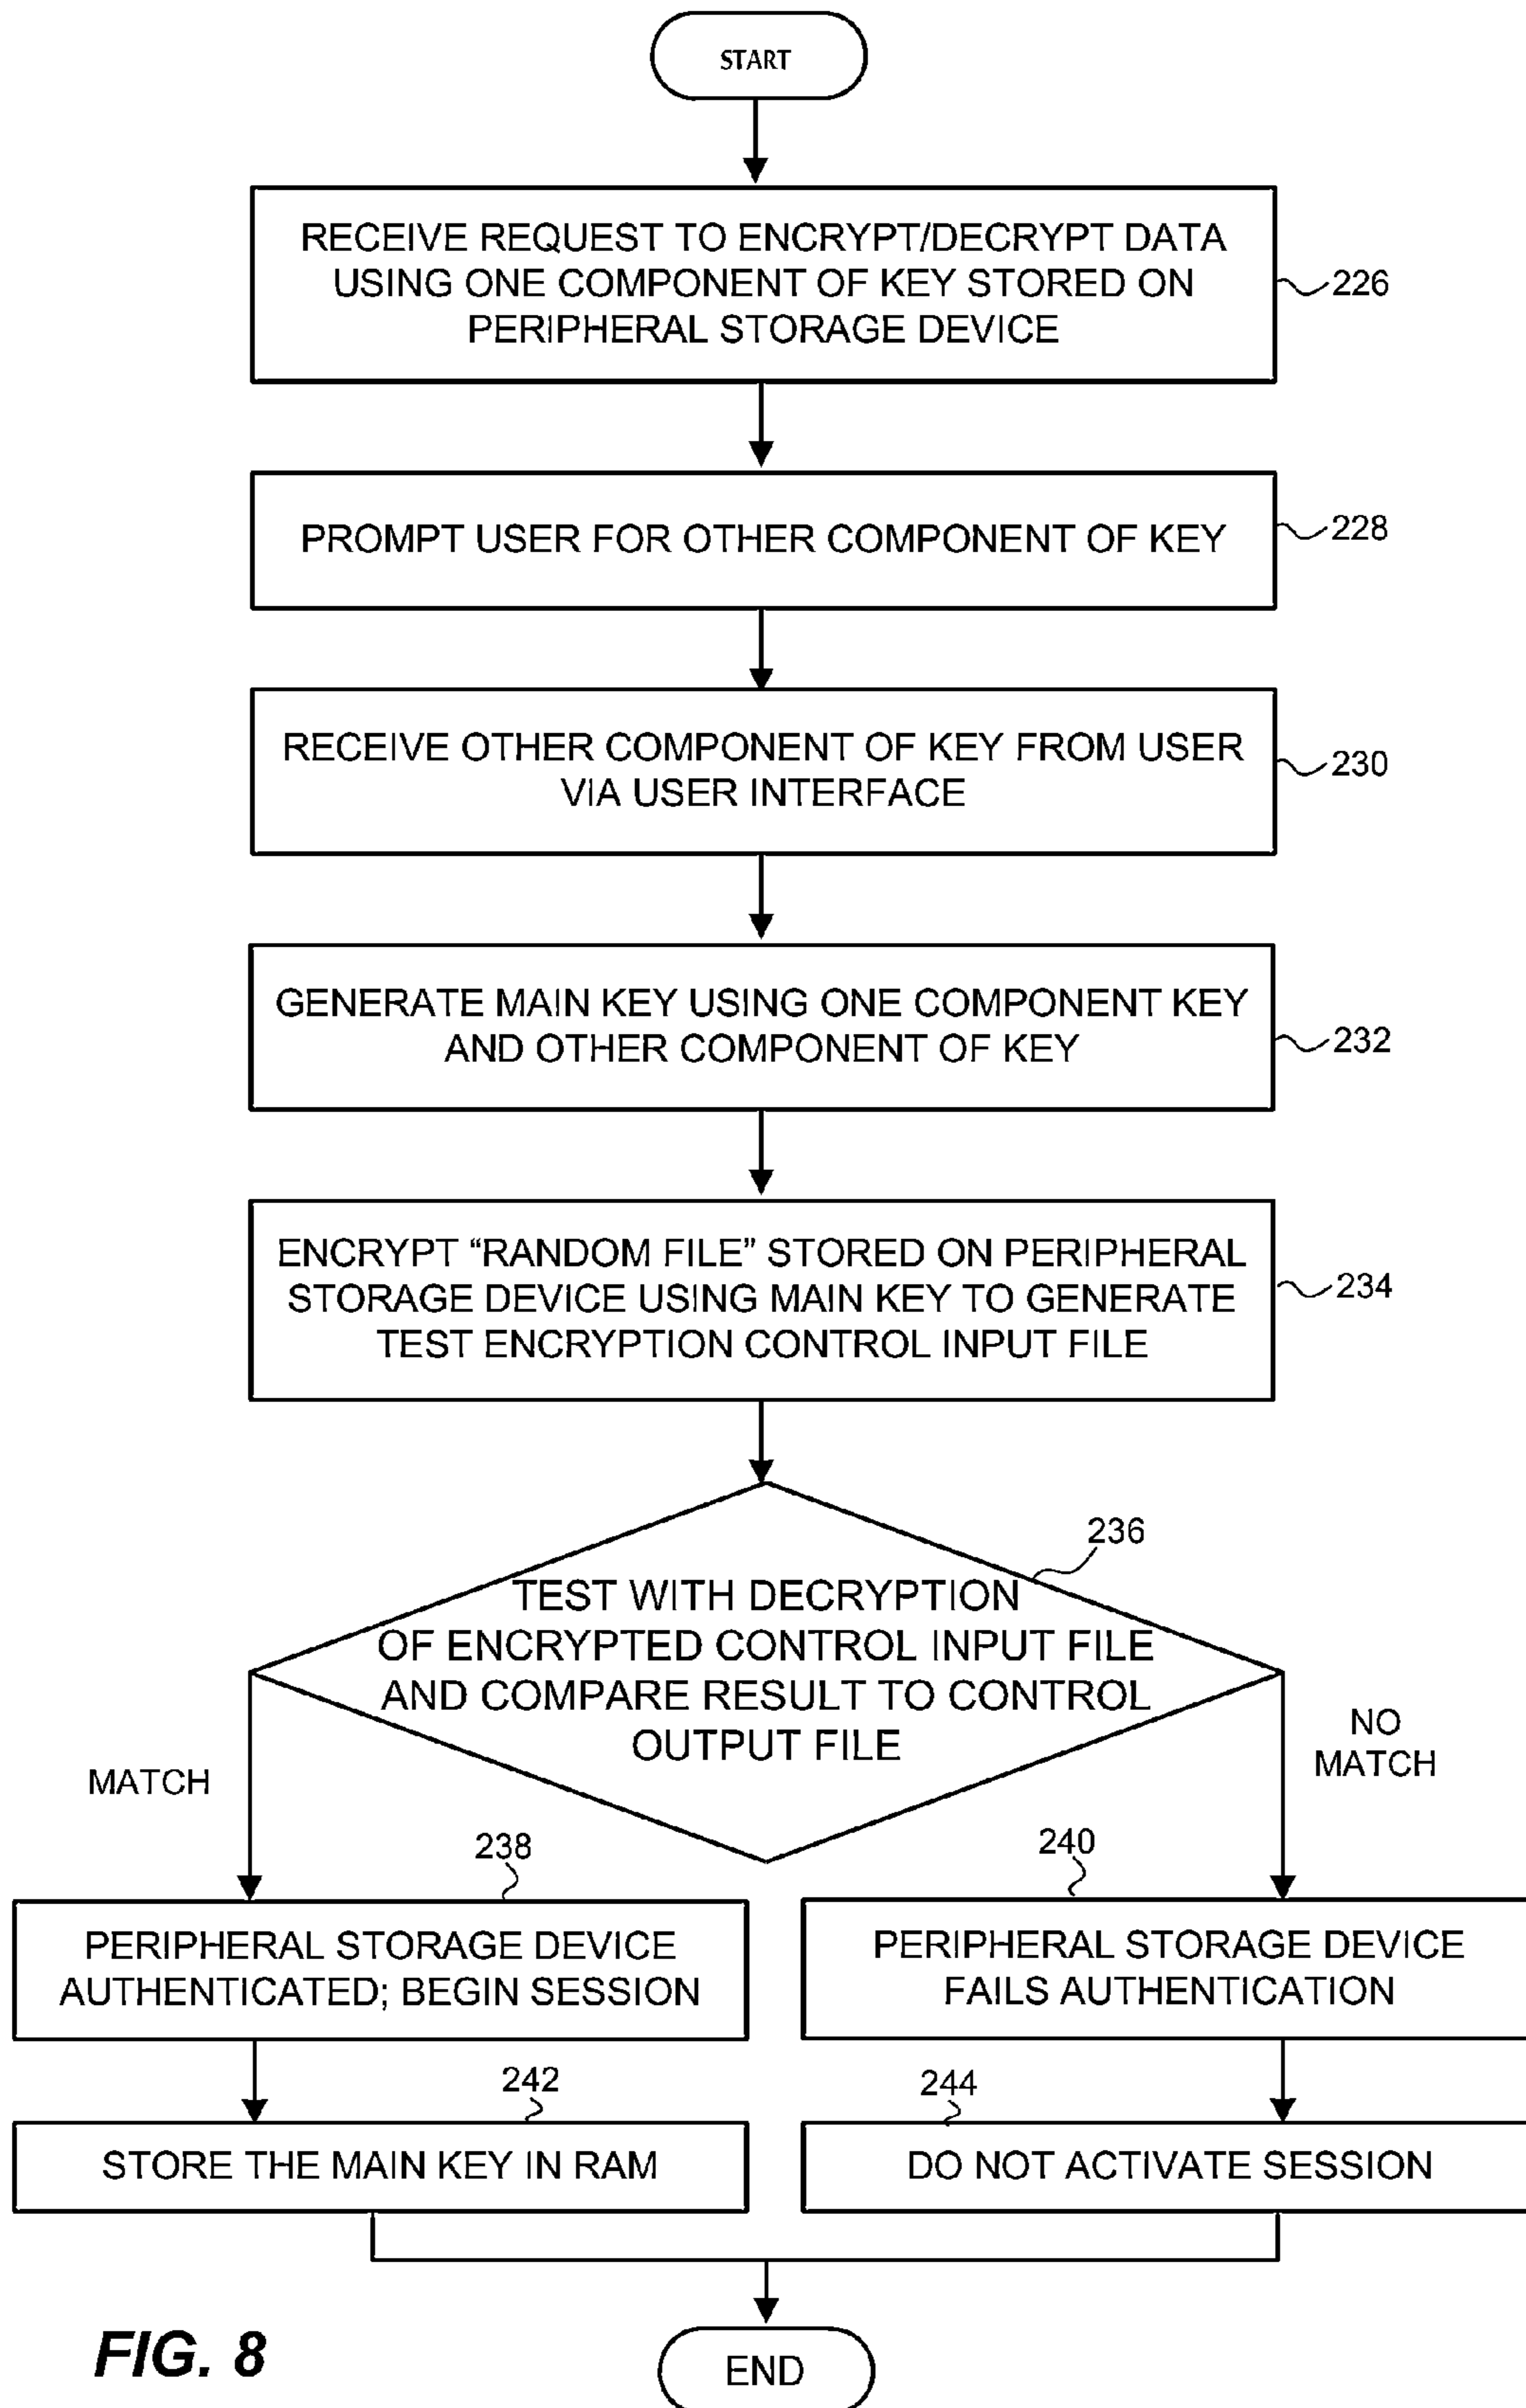 START
RECEIVE REQUEST TO ENCRYPT/DECRYPT DATA
USING ONE COMPONENT OF KEY STORED ON
PERIPHERAL STORAGE DEVICE
226
PROMPT USER FOR OTHER COMPONENT OF KEY
228
RECEIVE OTHER COMPONENT OF KEY FROM USER
VIA USER INTERFACE
230
GENERATE MAIN KEY USING ONE COMPONENT KEY
AND OTHER COMPONENT OF KEY
232
ENCRYPT “RANDOM FILE” STORED ON PERIPHERAL
STORAGE DEVICE USING MAIN KEY TO GENERATE
TEST ENCRYPTION CONTROL INPUT FILE
234
236
TEST WITH DECRYPTION
OF ENCRYPTED CONTROL INPUT FILE
AND COMPARE RESULT TO CONTROL
OUTPUT FILE
MATCH
NO
MATCH
238
PERIPHERAL STORAGE DEVICE
AUTHENTICATED; BEGIN SESSION
240
PERIPHERAL STORAGE DEVICE
FAILS AUTHENTICATION
242
STORE THE MAIN KEY IN RAM
244
DO NOT ACTIVATE SESSION
FIG. 8
END